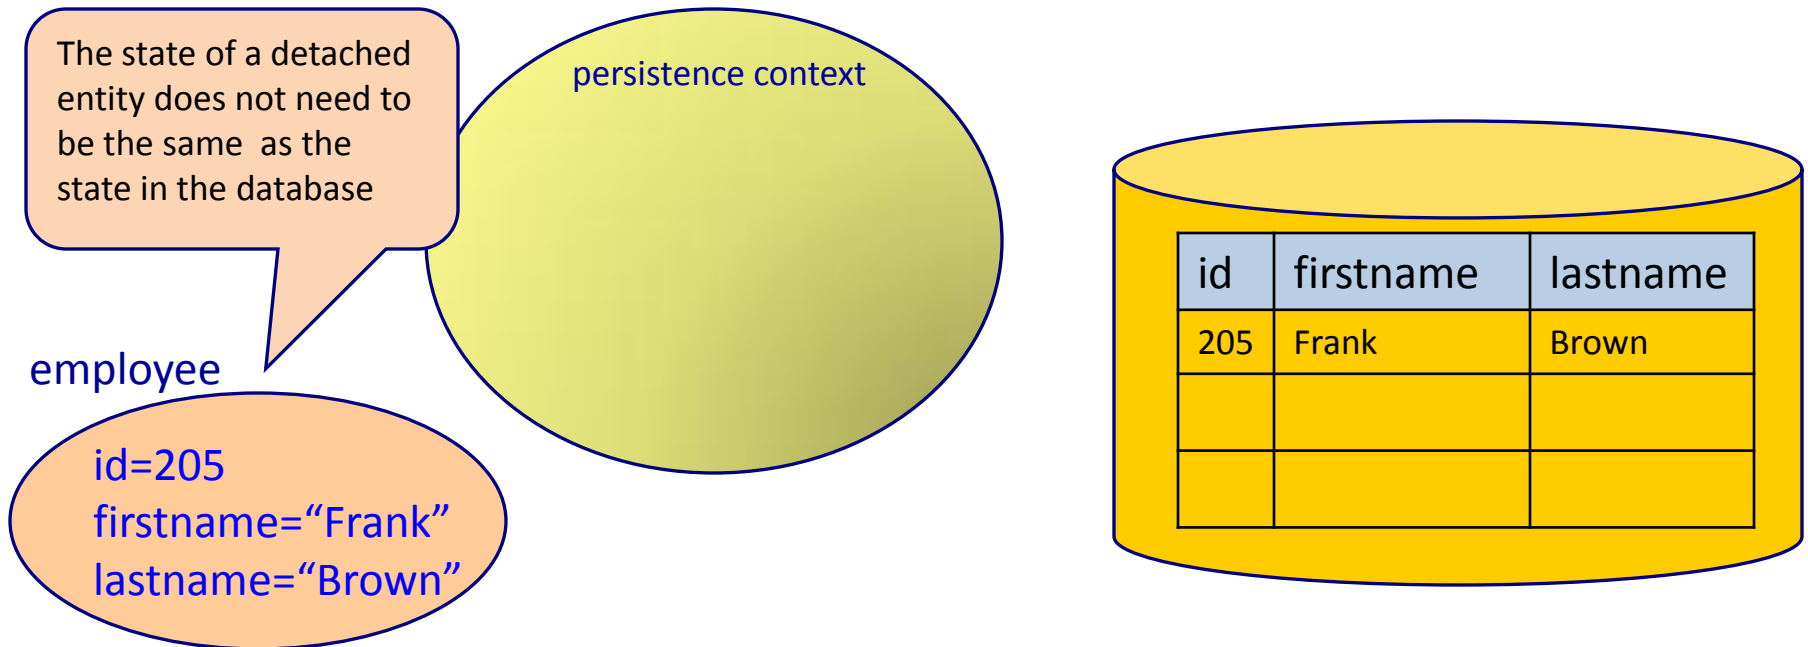 The state of a detached
entity does not need to
be the same  as the
state in the database
persistence context
employee
id=205
firstname=“Frank”
lastname=“Brown”
id firstname lastname
205 Frank Brown